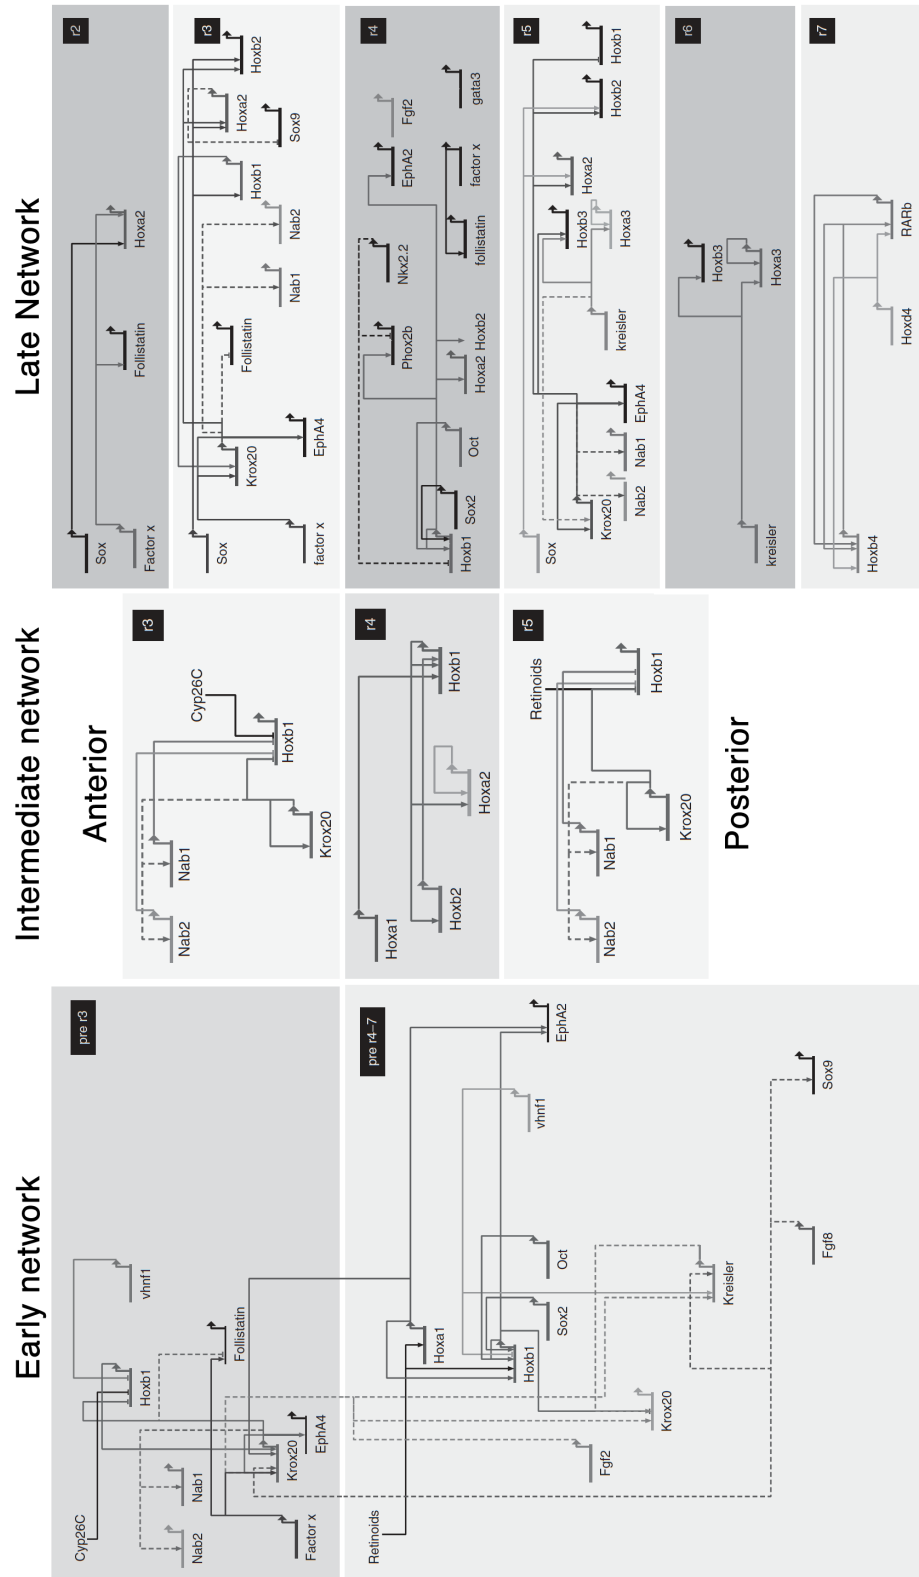 Early network
pre r3
Cyp26C
Nab2
Nab1
Hoxb1
vhnf1
Factor x
Krox20
EphA4
Follistatin
pre r4–7
Retinoids
Hoxa1
Hoxb1
Sox2
Oct
vhnf1
EphA2
Fgf2
Krox20
Kreisler
Fgf8
Sox9
Intermediate network
Anterior
r3
Nab2
Nab1
Krox20
Hoxb1
Cyp26C
r4
Hoxa1
Hoxb2
Hoxa2
Hoxb1
r5
Nab2
Nab1
Krox20
Retinoids
Hoxb1
Posterior
Late Network
r2
Sox
Factor x
Follistatin
Hoxa2
r3
Sox
factor x
Krox20
EphA4
Follistatin
Nab1
Nab2
Hoxb1
Sox9
Hoxa2
Hoxb2
r4
Hoxb1
Sox2
Oct
Hoxa2
Hoxb2
Phox2b
Nkx2.2
follistatin
factor x
EphA2
Fgf2
gata3
r5
Sox
Krox20
Nab2
Nab1
EphA4
kreisler
Hoxb3
Hoxa3
Hoxa2
Hoxb2
Hoxb1
r6
kreisler
Hoxb3
Hoxa3
r7
Hoxb4
Hoxd4
RARb